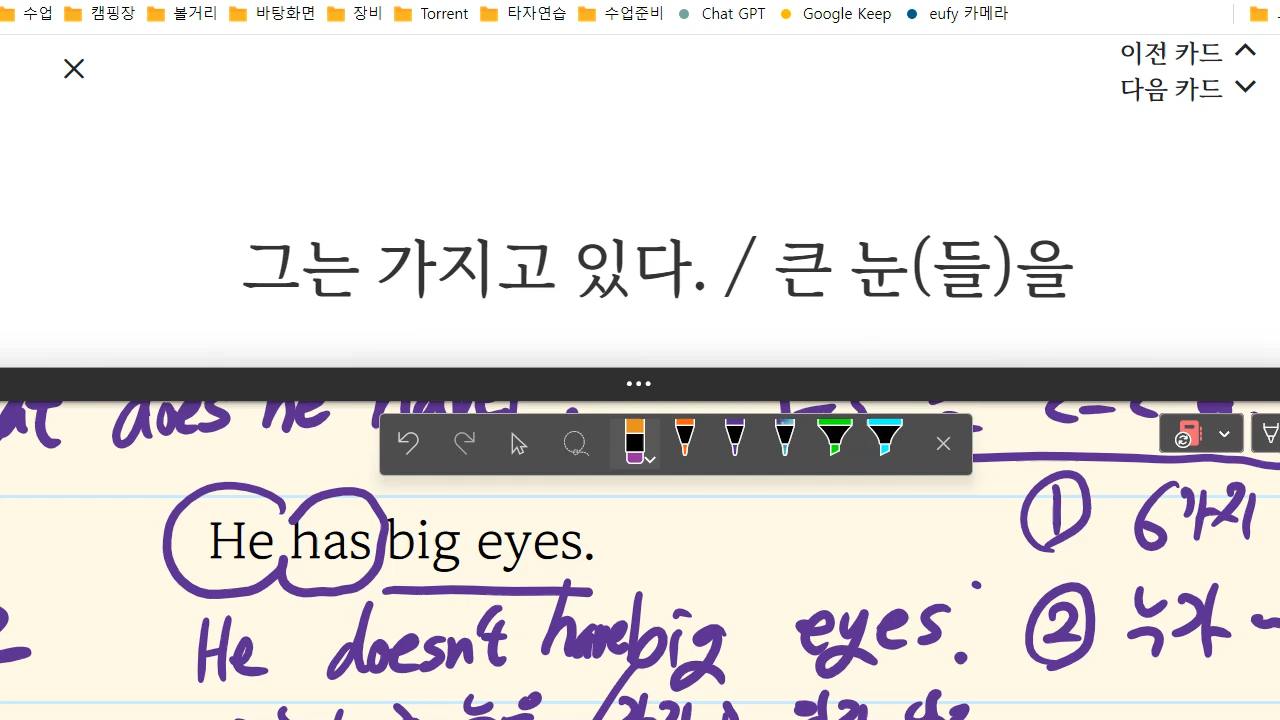 수업 캠핑장 볼거리 바탕화면 장비 Torrent 타자연습 수업준비 Chat GPT Google Keep eufy 카메라
이전 카드
다음 카드
그는 가지고 있다. / 큰 눈(들)을
does he
He has big eyes.
① 6가지
He doesn't have big eyes.
② 누가